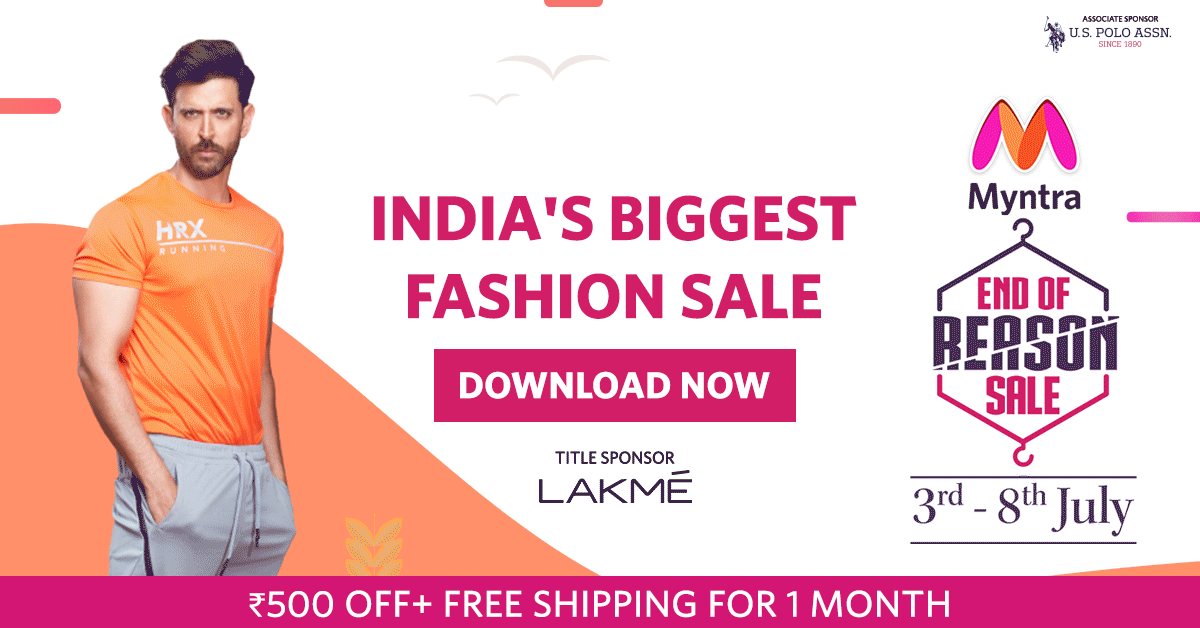 ASSOCIATE SPONSOR
U.S. POLO ASSN.
SINCE 1890
HRX
RUNNING
INDIA'S BIGGEST
FASHION SALE
DOWNLOAD NOW
TITLE SPONSOR
LAKMÉ
Myntra
END OF
REASON
SALE
3rd - 8th July
₹500 OFF+ FREE SHIPPING FOR 1 MONTH